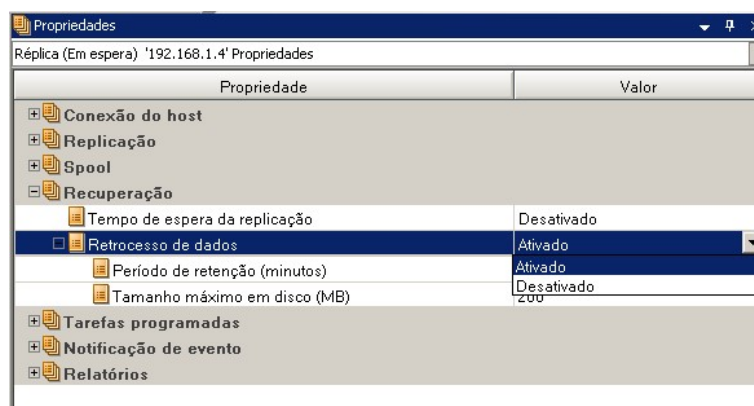 Propriedades
Réplica (Em espera) '192.168.1.4' Propriedades
Propriedade Valor
Conexão do host
Replicação
Spool
Recuperação
Tempo de espera da replicação Desativado
Retrocesso de dados Ativado
Período de retenção (minutos) Ativado
Desativado
Tamanho máximo em disco (MB) 200
Tarefas programadas
Notificação de evento
Relatórios